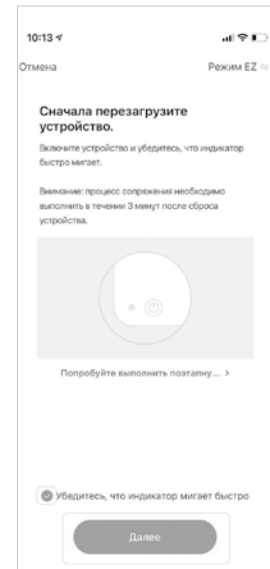 10:13
Отмена
Режим EZ
Сначала перезагрузите
устройство.
Включите устройство и убедитесь, что индикатор
быстро мигает.
Внимание: процесс сопряжения необходимо
выполнить в течении 3 минут после сброса
устройства.
Попробуйте выполнить поэтапну... >
Убедитесь, что индикатор мигает быстро
Далее